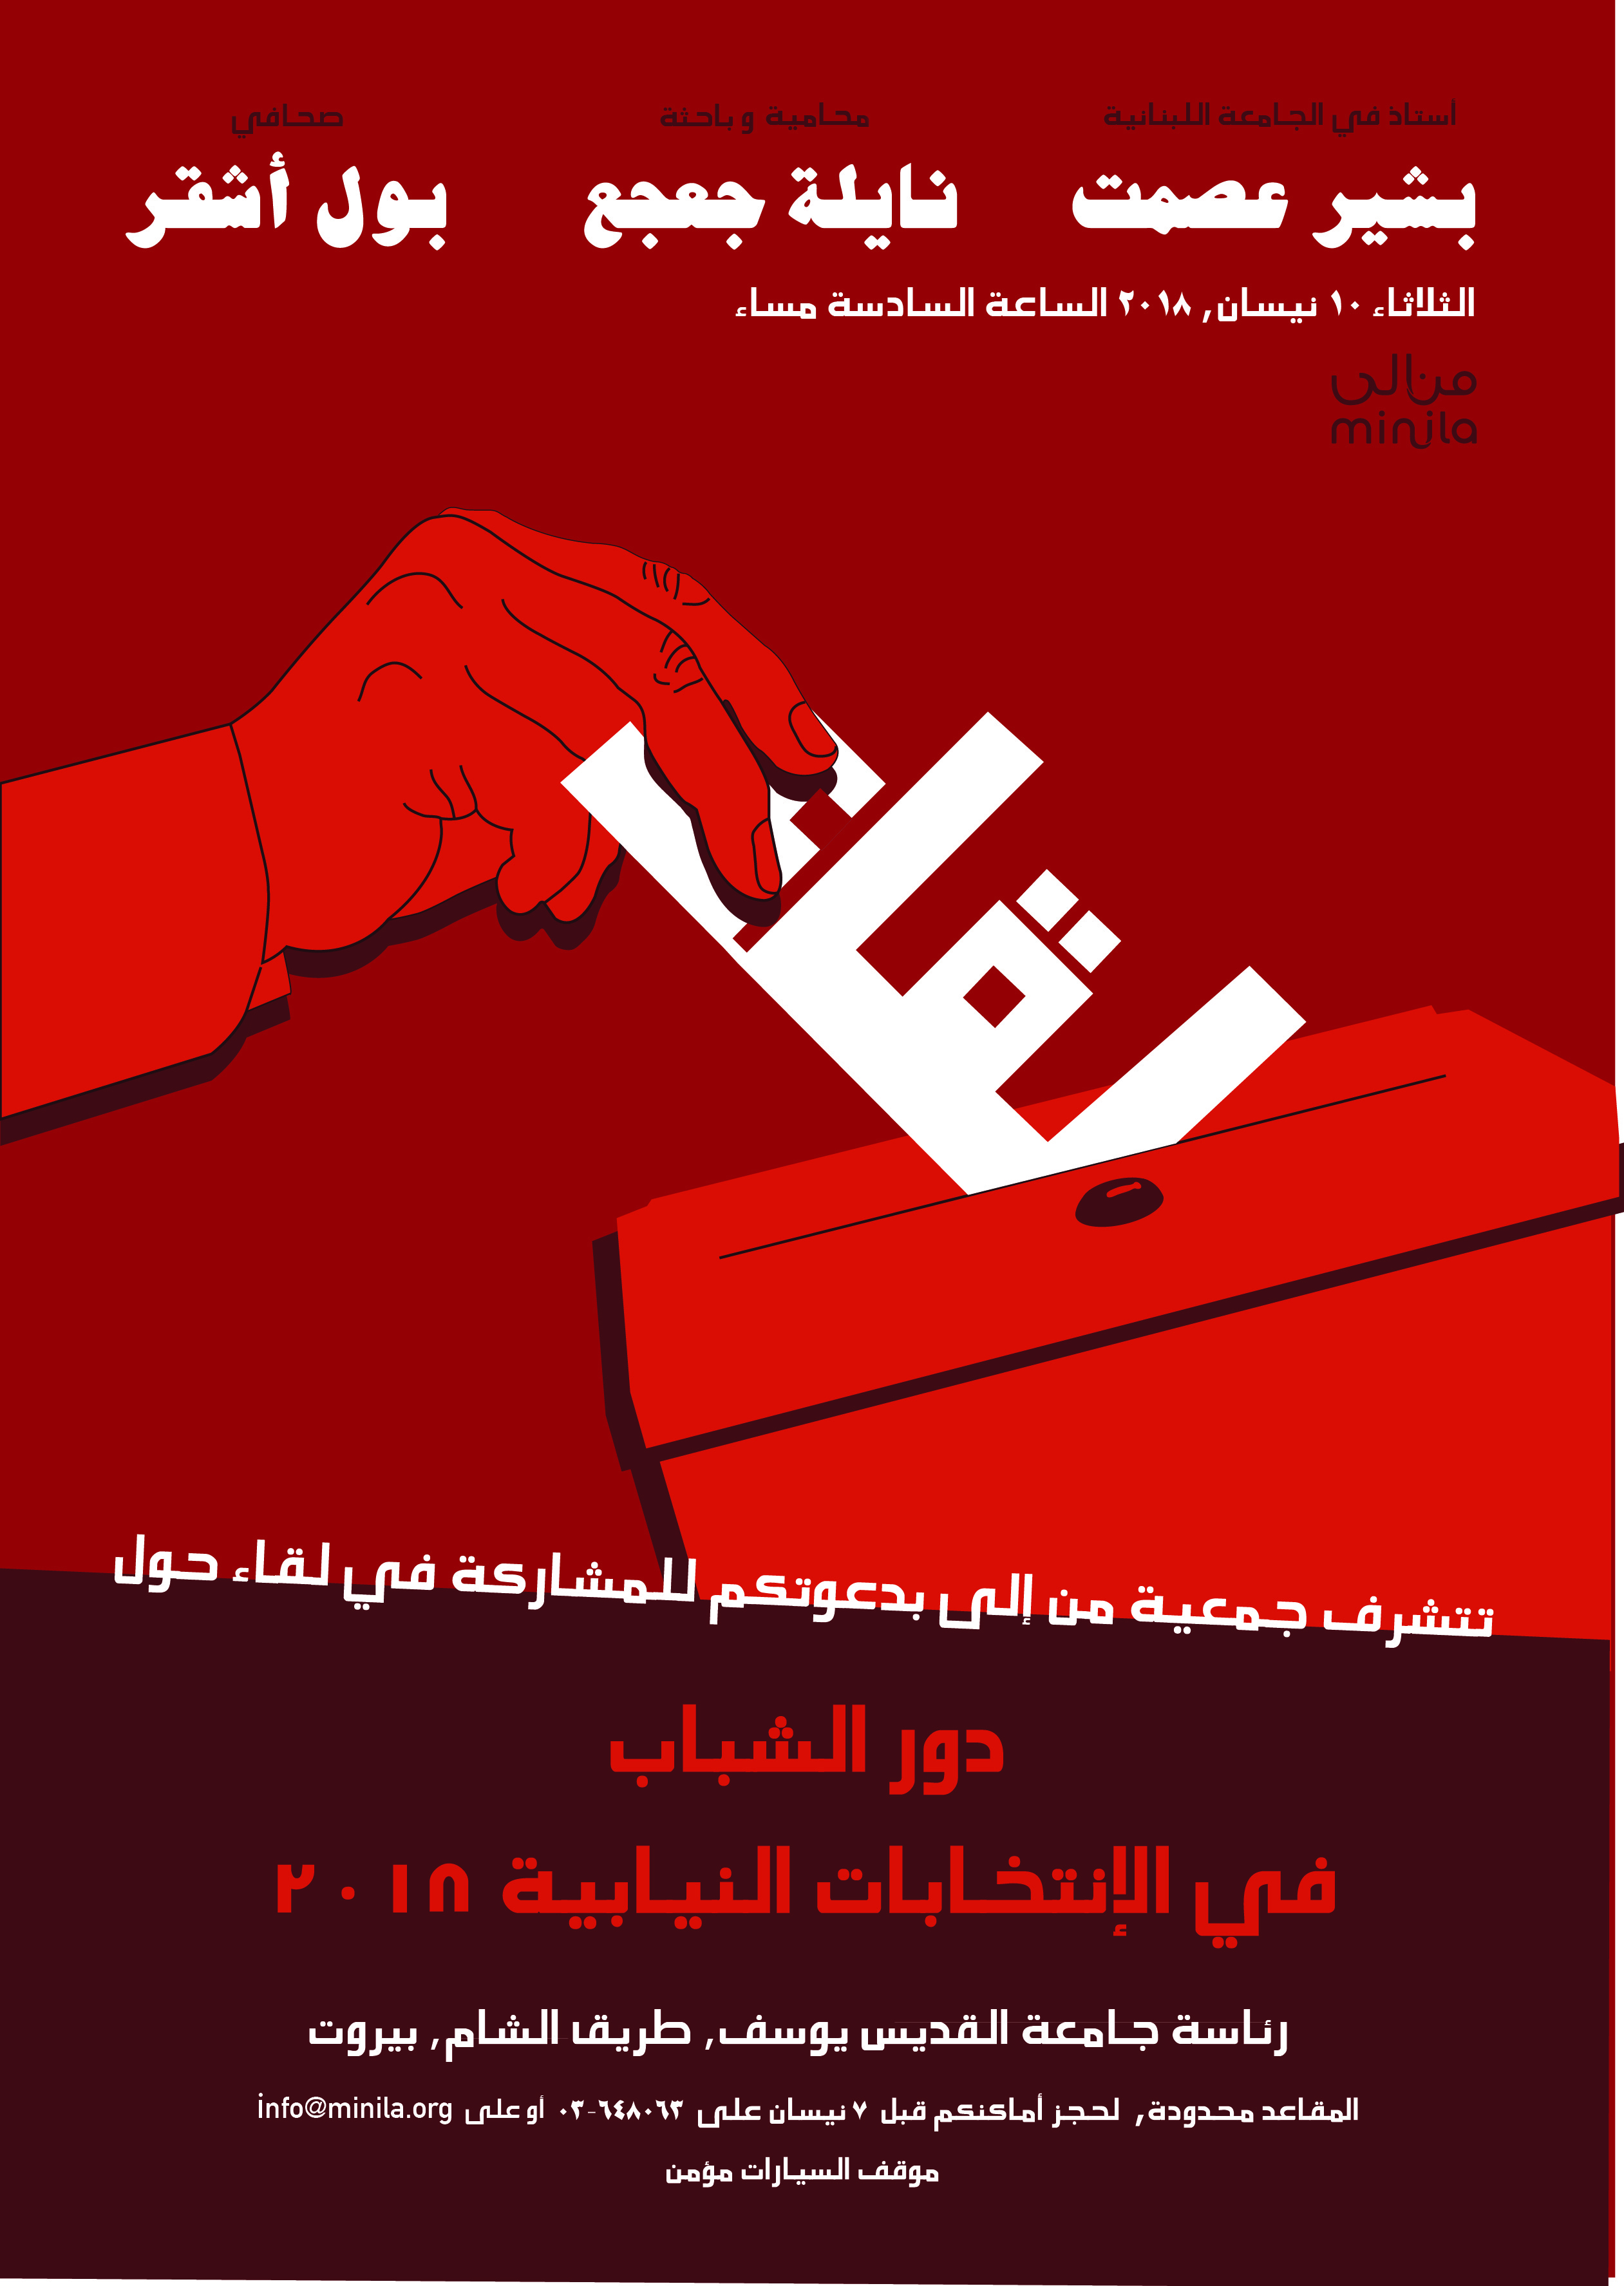 أستاذ في الجامعة اللبنانية
بشير عصمت
محامية و باحثة
نايلة جعجع
صحافي
بول أشقر
الثلاثاء ١٠ نيسان, ٢٠١٨ الساعة السادسة مساء
من الى
minila
لقاء
تتشرف جمعية من إلى بدعوتكم للمشاركة في لقاء حول
دور الشباب
في الإنتخابات النيابية ٢٠١٨
رئاسة جامعة القديس يوسف, طريق الشام, بيروت
المقاعد محدودة, لحجز أماكنكم قبل ٧ نيسان على ٦٤٨٠٦٣-٠٣ أو على info@minila.org
موقف السيارات مؤمن